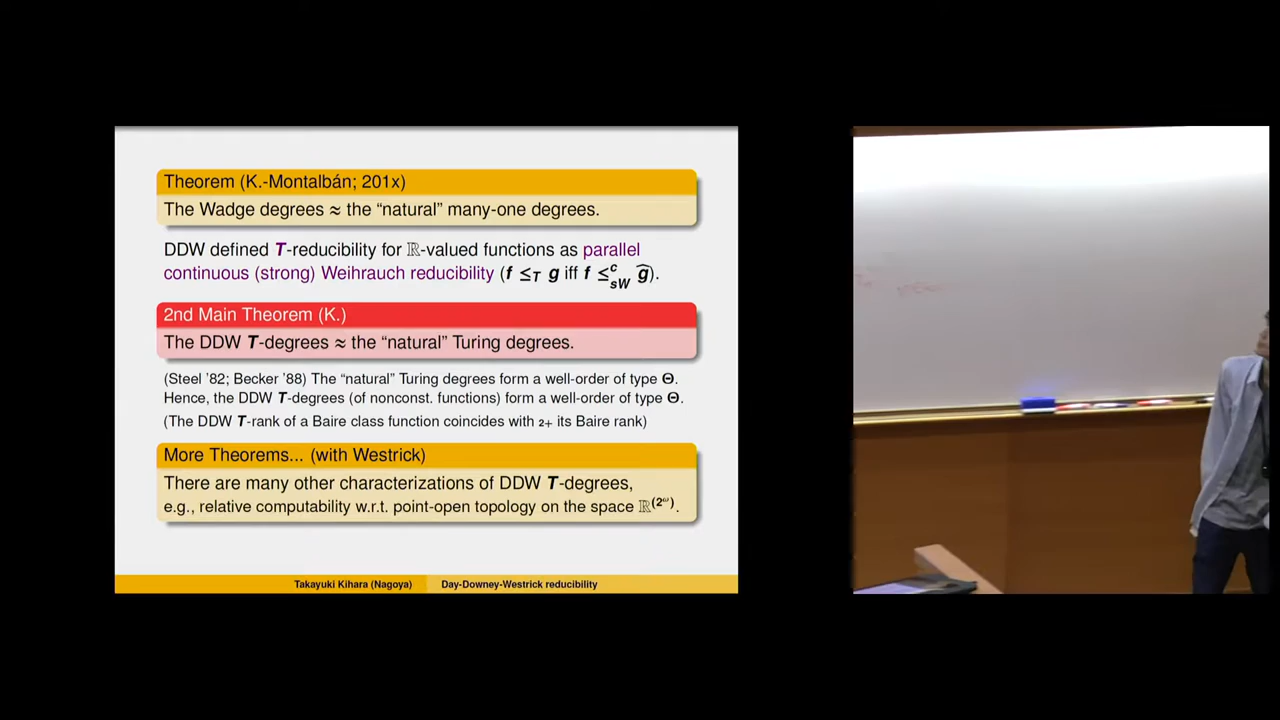 Theorem (K.-Montalbán; 201x)
The Wadge degrees ≈ the “natural” many-one degrees.
DDW defined T-reducibility for ℝ-valued functions as parallel
continuous (strong) Weihrauch reducibility (f ≤_T g iff f ≤^c_sW ĝ).
2nd Main Theorem (K.)
The DDW T-degrees ≈ the “natural” Turing degrees.
(Steel ’82; Becker ’88) The “natural” Turing degrees form a well-order of type Θ.
Hence, the DDW T-degrees (of nonconst. functions) form a well-order of type Θ.
(The DDW T-rank of a Baire class function coincides with 2+ its Baire rank)
More Theorems... (with Westrick)
There are many other characterizations of DDW T-degrees,
e.g., relative computability w.r.t. point-open topology on the space ℝ^(2^ω).
Takayuki Kihara (Nagoya) Day-Downey-Westrick reducibility